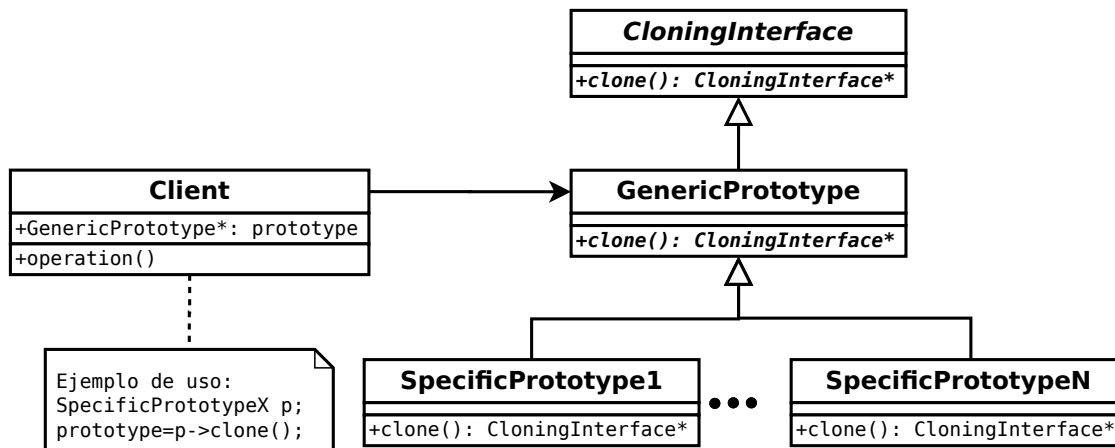 CloningInterface
+clone(): CloningInterface*
Client
+GenericPrototype*: prototype
+operation()
GenericPrototype
+clone(): CloningInterface*
Ejemplo de uso:
SpecificPrototypeX p;
prototype=p->clone();
SpecificPrototype1
+clone(): CloningInterface*
SpecificPrototypeN
+clone(): CloningInterface*